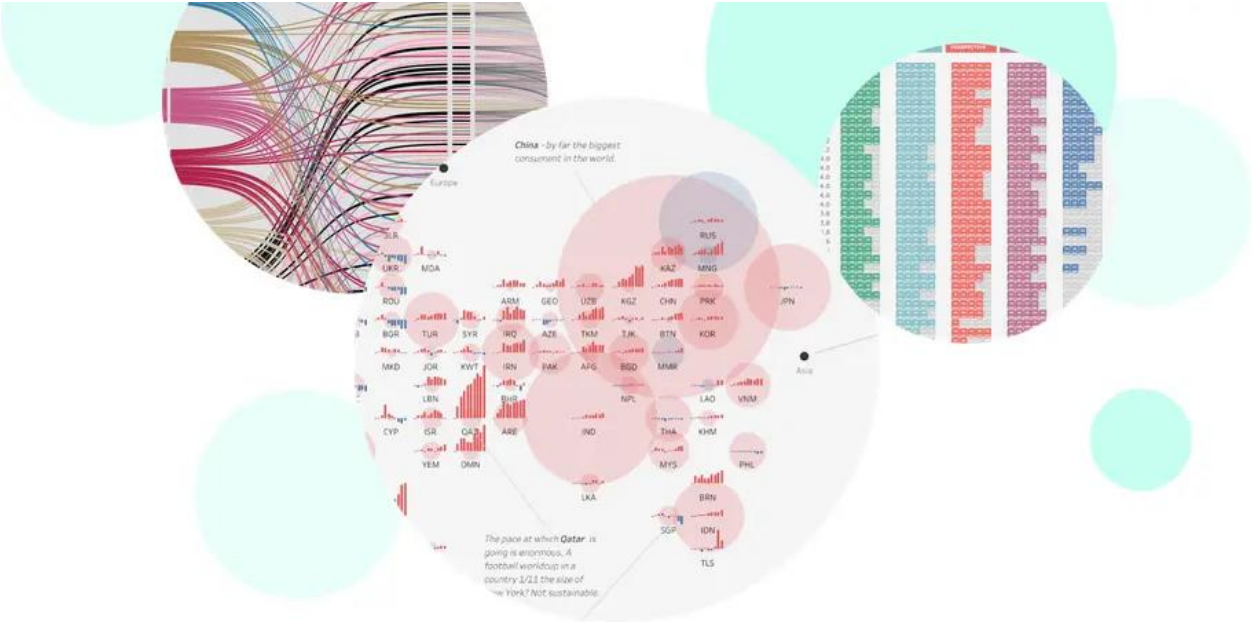 PERSPECTIVE
China - by far the biggest
consument in the world.
Europe
RUS
UKR MDA KAZ MNG
ROU ARM GEO UZB KGZ CHN PRK JPN
BGR TUR SYR IRQ AZE TKM TJK BTN KOR
MKD JOR KWT IRN PAK AFG BGD MMR
Asia
LBN BHR NPL LAO VNM
CYP ISR QAT ARE IND THA KHM
YEM OMN MYS PHL
LKA BRN
SGP IDN
The pace at which Qatar is
going is enormous. A
football worldcup in a
country 1/11 the size of
New York? Not sustainable.
TLS